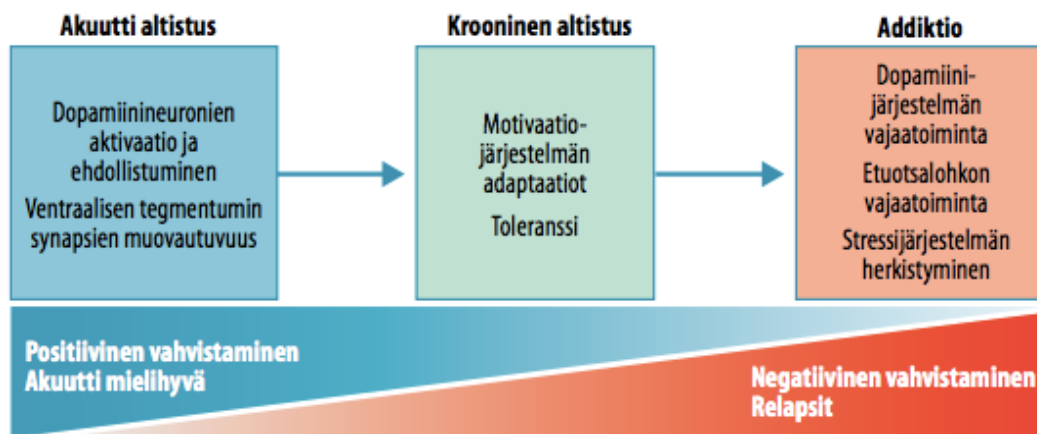 Akuutti altistus
Dopamiinineuronien
aktivaatio ja
ehdollistuminen
Ventraalisen tegmentumin
synapsien muovautuvuus
Krooninen altistus
Motivaatio-
järjestelmän
adaptaatiot
Toleranssi
Addiktio
Dopamiini-
järjestelmän
vajaatoiminta
Etuotsalohkon
vajaatoiminta
Stressijärjestelmän
herkistyminen
Positiivinen vahvistaminen
Akuutti mielihyvä
Negatiivinen vahvistaminen
Relapsit